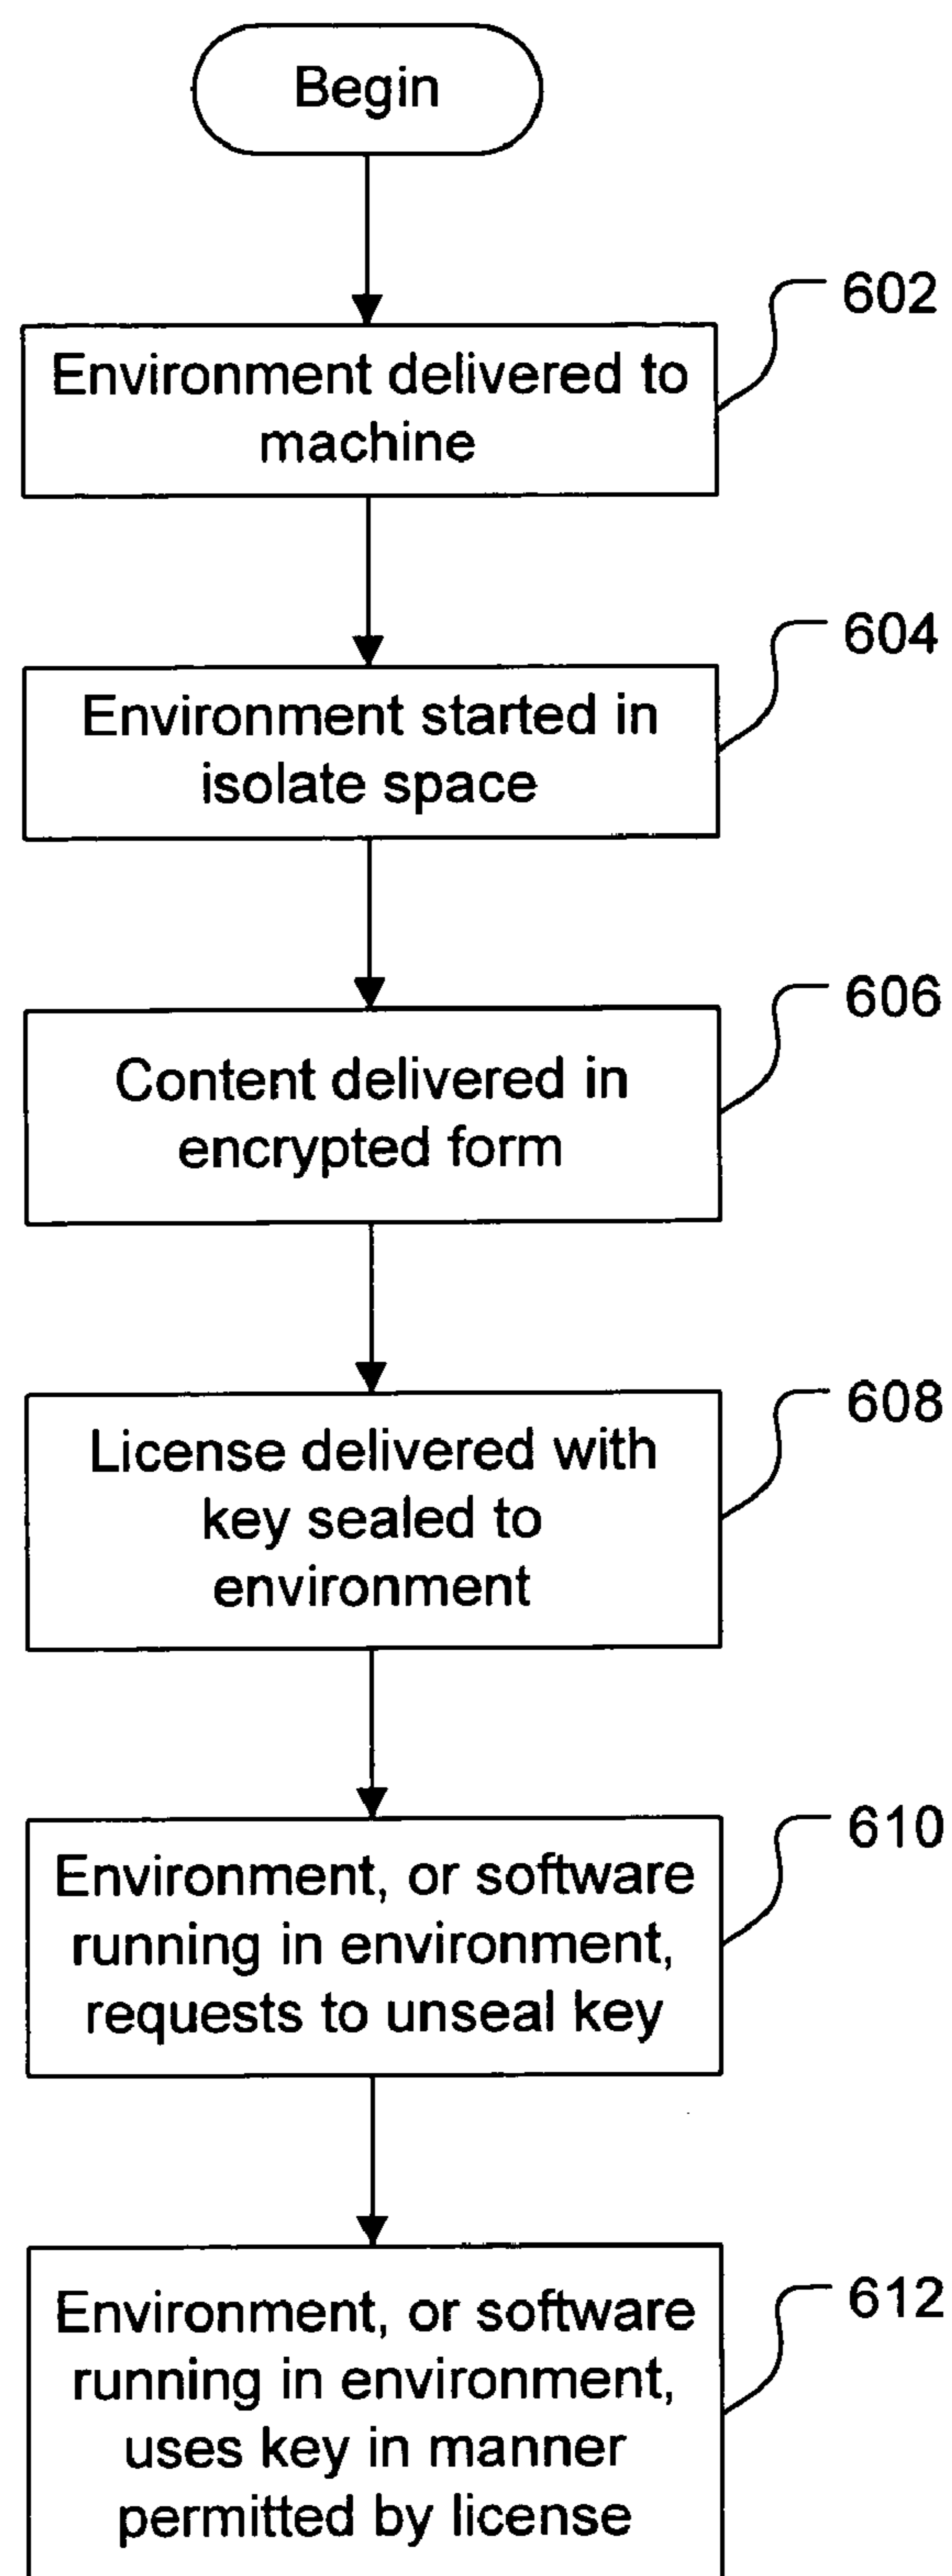 Begin
602
Environment delivered to
machine
604
Environment started in
isolate space
606
Content delivered in
encrypted form
608
License delivered with
key sealed to
environment
610
Environment, or software
running in environment,
requests to unseal key
612
Environment, or software
running in environment,
uses key in manner
permitted by license